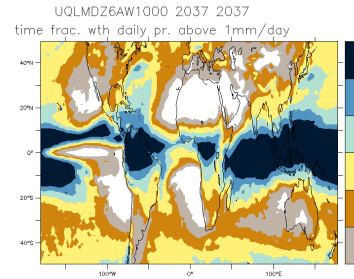 UQLMDZ6AW1000 2037 2037
time frac. wth daily pr. above 1mm/day
40°N
20°N
0°
20°S
40°S
100°W
0°
100°E